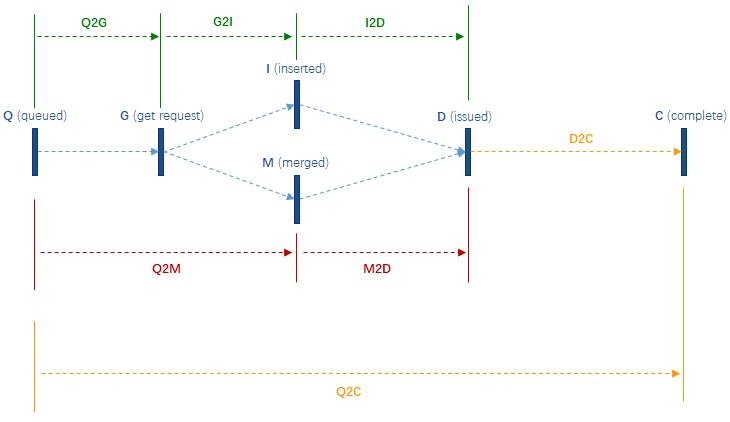 Q2G
G2I
I2D
I (inserted)
Q (queued)
G (get request)
D (issued)
C (complete)
D2C
M (merged)
Q2M
M2D
Q2C